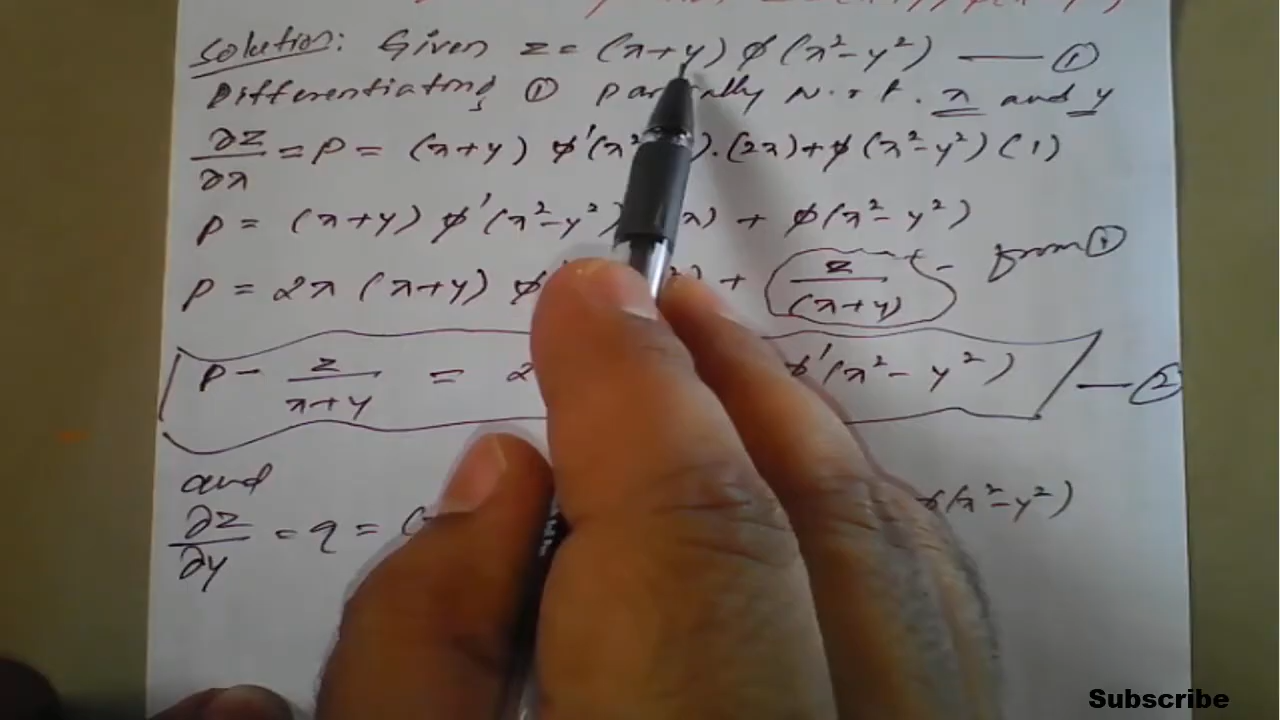 Solution: Given z = (x+y) φ (x²-y²) —— ①
Differentiating ① partially w.r.t. x and y
∂z/∂x = p = (x+y) φ'(x² ).(2x)+φ(x²-y²)(1)
p = (x+y) φ'(x²-y²) x) + φ(x²-y²)
p = 2x (x+y) φ ²) + z/(x+y) - from ①
p - z/x+y = 2 φ'(x²-y²) —②
and
∂z/∂y = q = ( φ(x²-y²)
Subscribe